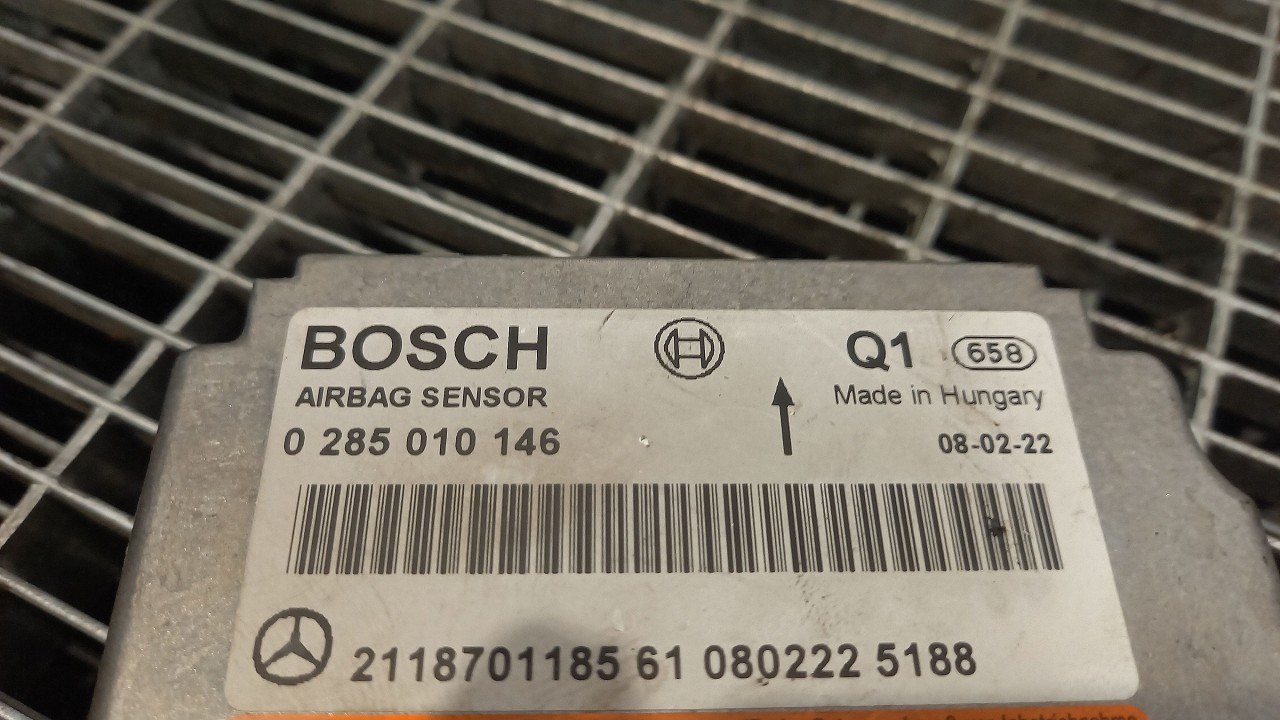 BOSCH
Q1 658
AIRBAG SENSOR
Made in Hungary
0 285 010 146
08-02-22
2118701185 61 080222 5188